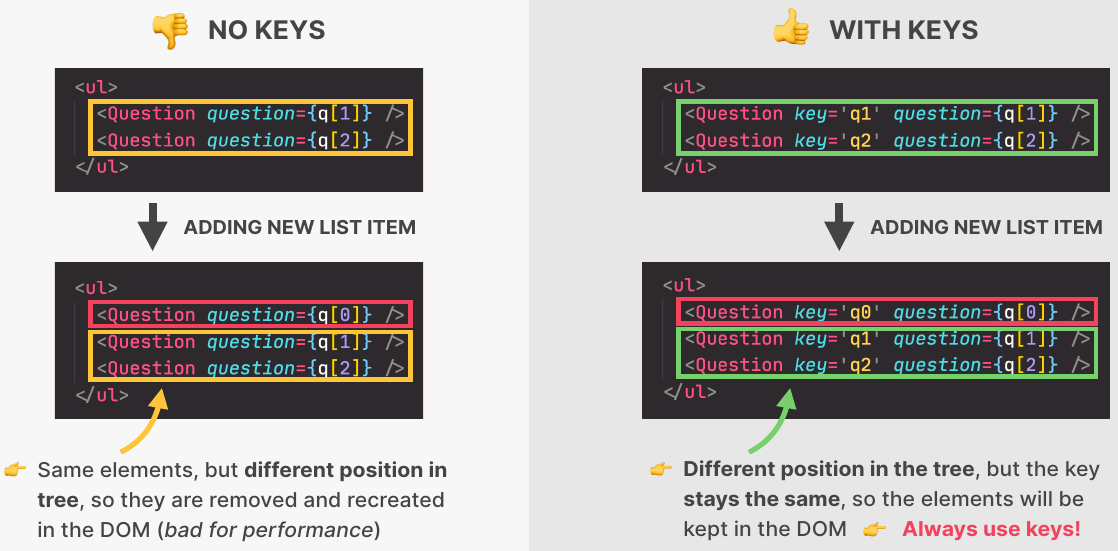 👎 NO KEYS
<ul>
<Question question={q[1]} />
<Question question={q[2]} />
</ul>
ADDING NEW LIST ITEM
<ul>
<Question question={q[0]} />
<Question question={q[1]} />
<Question question={q[2]} />
</ul>
👉 Same elements, but different position in
tree, so they are removed and recreated
in the DOM (bad for performance)
👍 WITH KEYS
<ul>
<Question key='q1' question={q[1]} />
<Question key='q2' question={q[2]} />
</ul>
ADDING NEW LIST ITEM
<ul>
<Question key='q0' question={q[0]} />
<Question key='q1' question={q[1]} />
<Question key='q2' question={q[2]} />
</ul>
👉 Different position in the tree, but the key
stays the same, so the elements will be
kept in the DOM 👉 Always use keys!